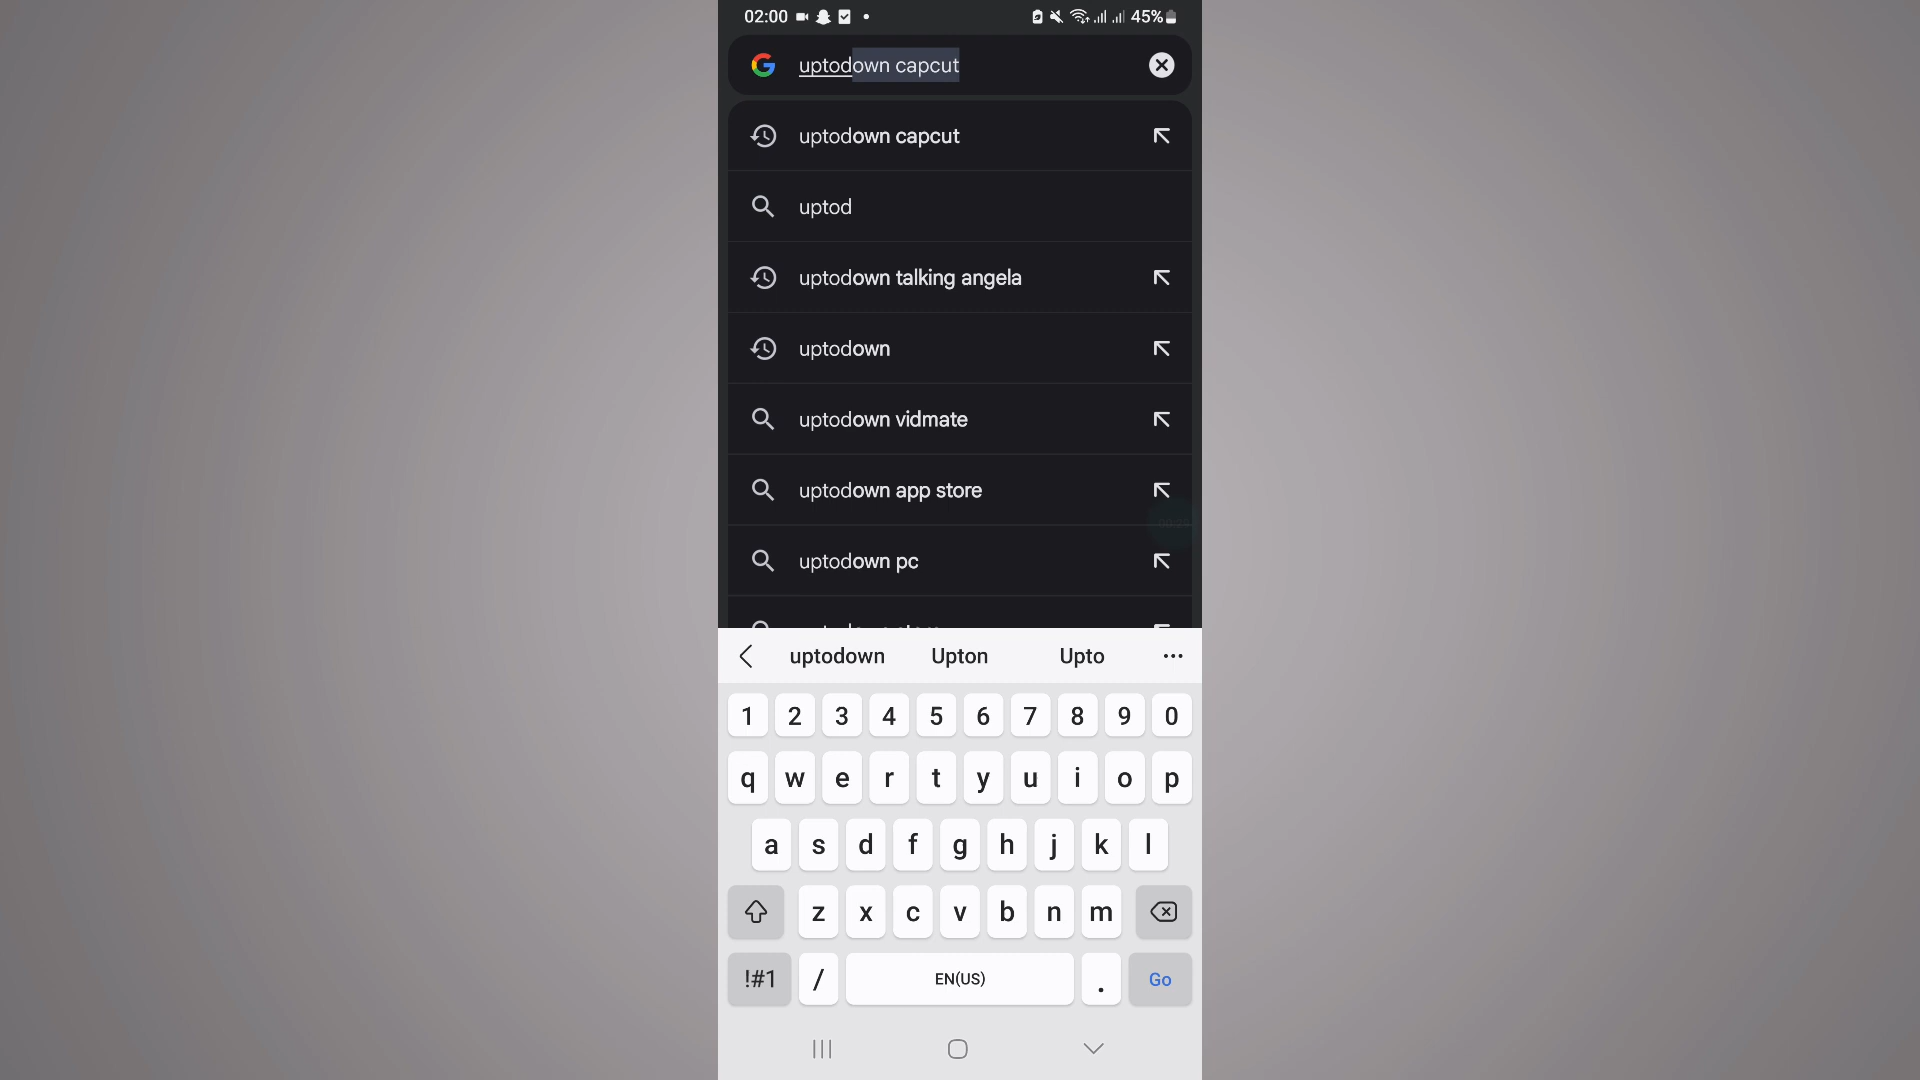 02:00 45%
uptodown capcut
uptodown capcut
uptod
uptodown talking angela
uptodown
uptodown vidmate
uptodown app store
uptodown pc
uptodown Upton Upto
1 2 3 4 5 6 7 8 9 0
q w e r t y u i o p
a s d f g h j k l
z x c v b n m
!#1 / EN(US) . Go